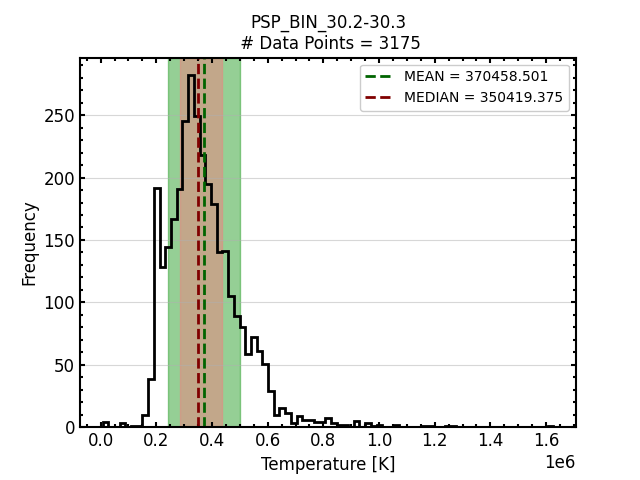 PSP_BIN_30.2-30.3
# Data Points = 3175
MEAN = 370458.501
MEDIAN = 350419.375
Frequency
250
200
150
100
50
0
0.0 0.2 0.4 0.6 0.8 1.0 1.2 1.4 1.6
Temperature [K]
1e6